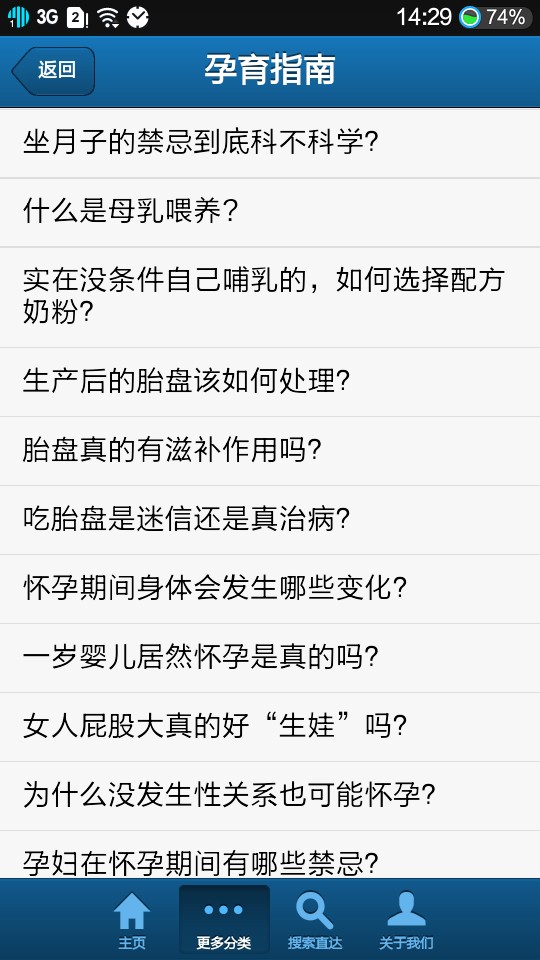 1 3G 2 14:29 74%
返回 孕育指南
坐月子的禁忌到底科不科学?
什么是母乳喂养?
实在没条件自己哺乳的，如何选择配方
奶粉?
生产后的胎盘该如何处理?
胎盘真的有滋补作用吗?
吃胎盘是迷信还是真治病?
怀孕期间身体会发生哪些变化?
一岁婴儿居然怀孕是真的吗?
女人屁股大真的好“生娃”吗?
为什么没发生性关系也可能怀孕?
孕妇在怀孕期间有哪些禁忌?
主页 更多分类 搜索直达 关于我们